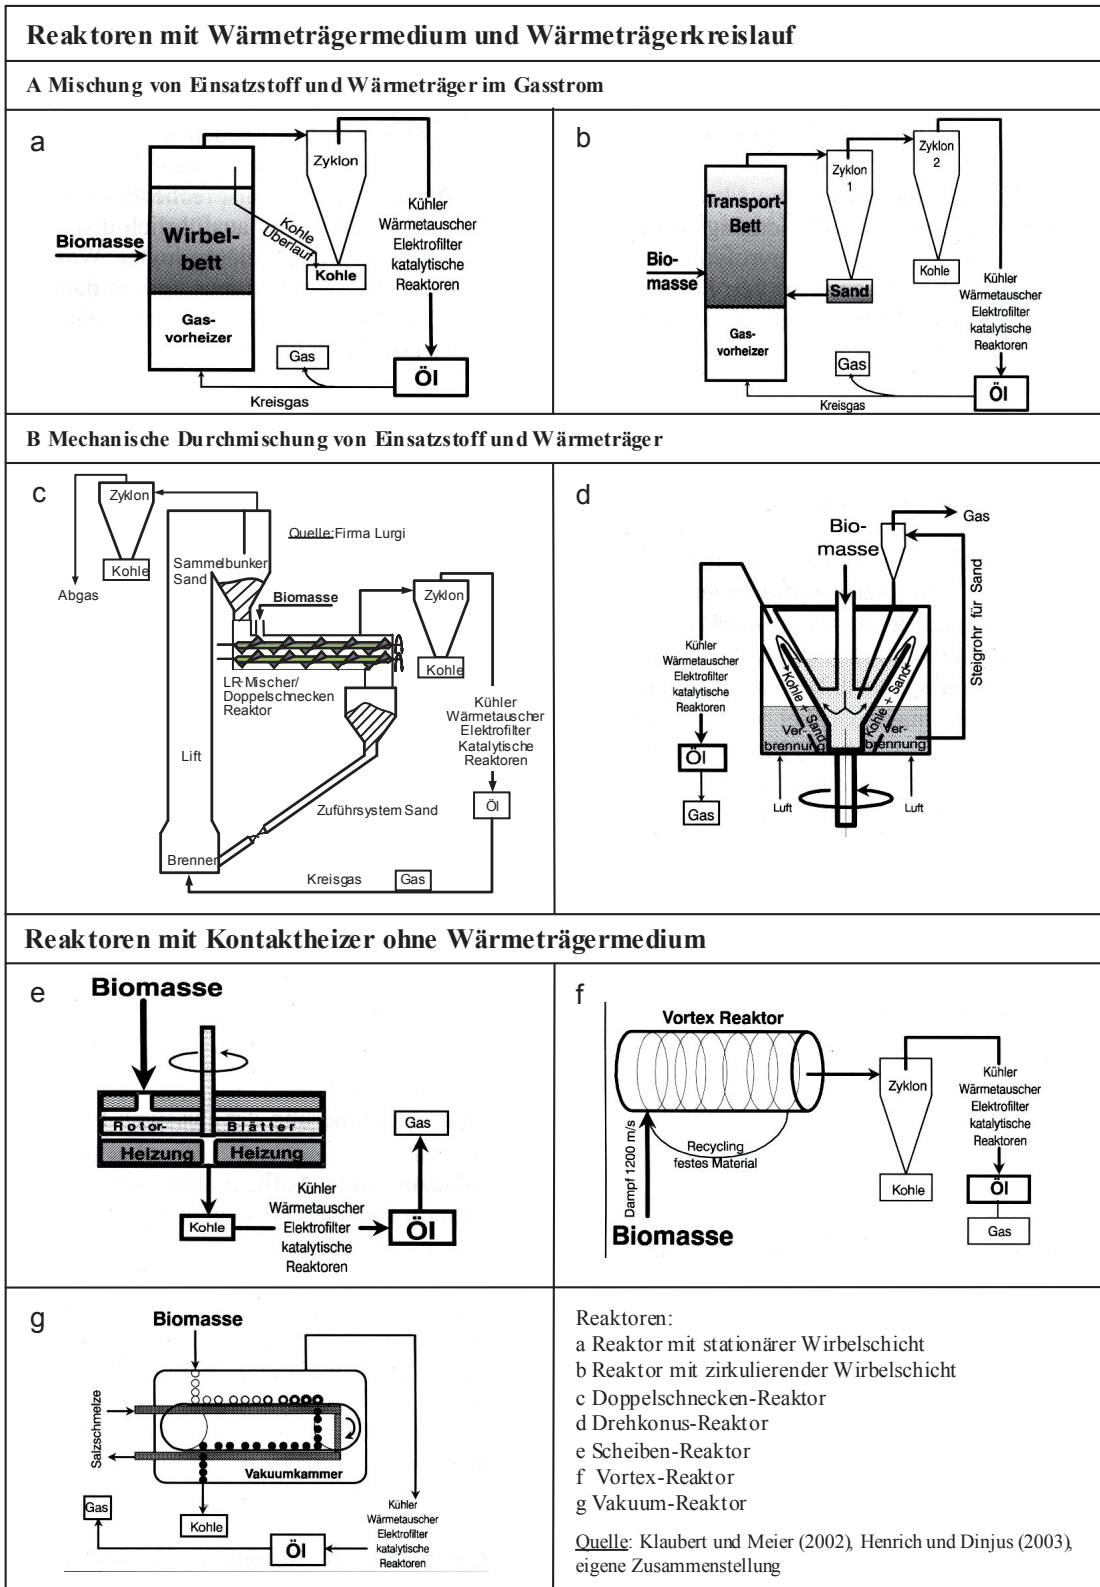 Reaktoren mit Wärmeträgermedium und Wärmeträgerkreislauf
A Mischung von Einsatzstoff und Wärmeträger im Gasstrom
a
Zyklon
Biomasse
Wirbel-
bett
Kohle
Überlauf
Kohle
Kühler
Wärmetauscher
Elektrofilter
katalytische
Reaktoren
Gas-
vorheizer
Gas
Öl
Kreisgas
b
Zyklon
1
Zyklon
2
Transport-
Bett
Bio-
masse
Sand
Kohle
Kühler
Wärmetauscher
Elektrofilter
katalytische
Reaktoren
Gas-
vorheizer
Gas
Öl
Kreisgas
B Mechanische Durchmischung von Einsatzstoff und Wärmeträger
c
Zyklon
Kohle
Abgas
Quelle:Firma Lurgi
Sammelbunker
Sand
Biomasse
Zyklon
Kohle
LR-Mischer/
Doppelschnecken
Reaktor
Kühler
Wärmetauscher
Elektrofilter
Katalytische
Reaktoren
Lift
Öl
Zuführsystem Sand
Brenner
Kreisgas
Gas
d
Bio-
masse
Gas
Steigrohr für Sand
Kühler
Wärmetauscher
Elektrofilter
katalytische
Reaktoren
Kohle + Sand
Kohle + Sand
Ver-
brennung
Ver-
brennung
Öl
Gas
Luft
Luft
Reaktoren mit Kontaktheizer ohne Wärmeträgermedium
e
Biomasse
Rotor-
Blätter
Heizung
Heizung
Kohle
Kühler
Wärmetauscher
Elektrofilter
katalytische
Reaktoren
Gas
Öl
f
Vortex Reaktor
Zyklon
Kühler
Wärmetauscher
Elektrofilter
katalytische
Reaktoren
Recycling
festes Material
Dampf 1200 m/s
Biomasse
Kohle
Öl
Gas
g
Biomasse
Salzschmelze
Vakuumkammer
Gas
Kohle
Öl
Kühler
Wärmetauscher
Elektrofilter
katalytische
Reaktoren
Reaktoren:
a Reaktor mit stationärer Wirbelschicht
b Reaktor mit zirkulierender Wirbelschicht
c Doppelschnecken-Reaktor
d Drehkonus-Reaktor
e Scheiben-Reaktor
f Vortex-Reaktor
g Vakuum-Reaktor
Quelle: Klaubert und Meier (2002), Henrich und Dinjus (2003),
eigene Zusammenstellung